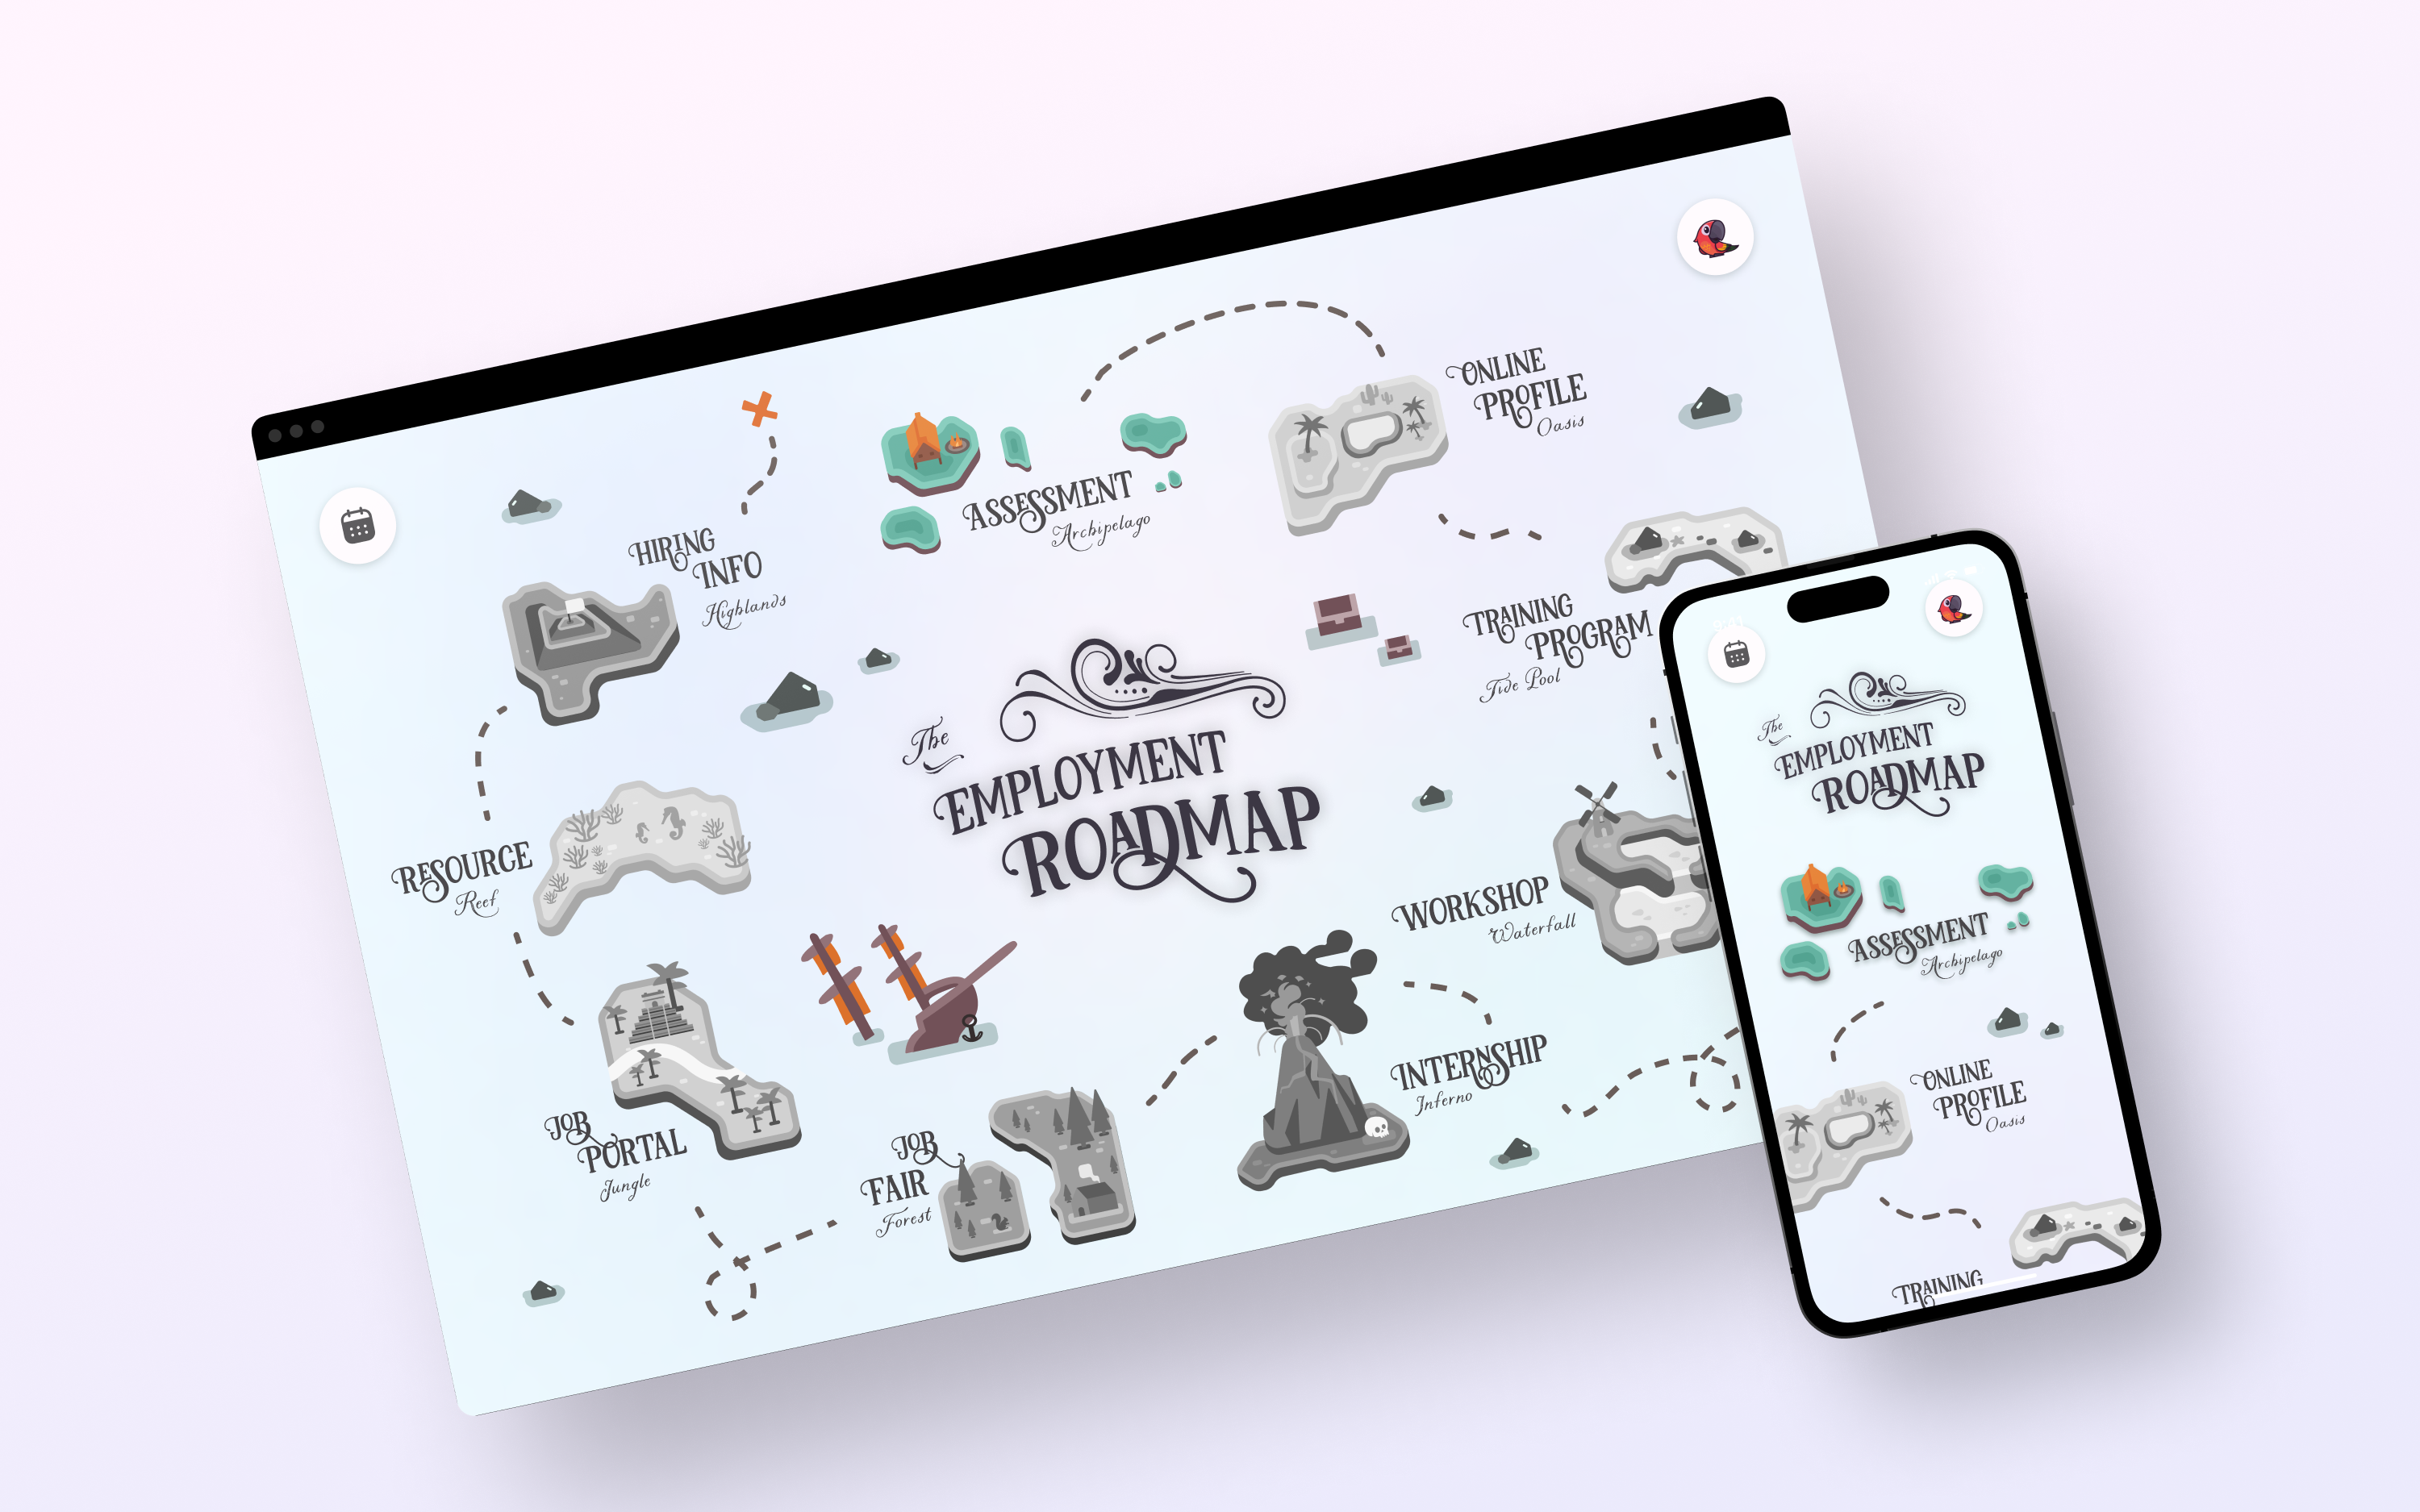 The
EMPLOYMENT
ROADMAP
ASSESSMENT
Archipelago
ONLINE
PROFILE
Oasis
TRAINING
PROGRAM
Tide Pool
WORKSHOP
Waterfall
INTERNSHIP
Inferno
JOB
FAIR
Forest
JOB
PORTAL
Jungle
RESOURCE
Reef
HIRING
INFO
Highlands
The
EMPLOYMENT
ROADMAP
ASSESSMENT
Archipelago
ONLINE
PROFILE
Oasis
TRAINING